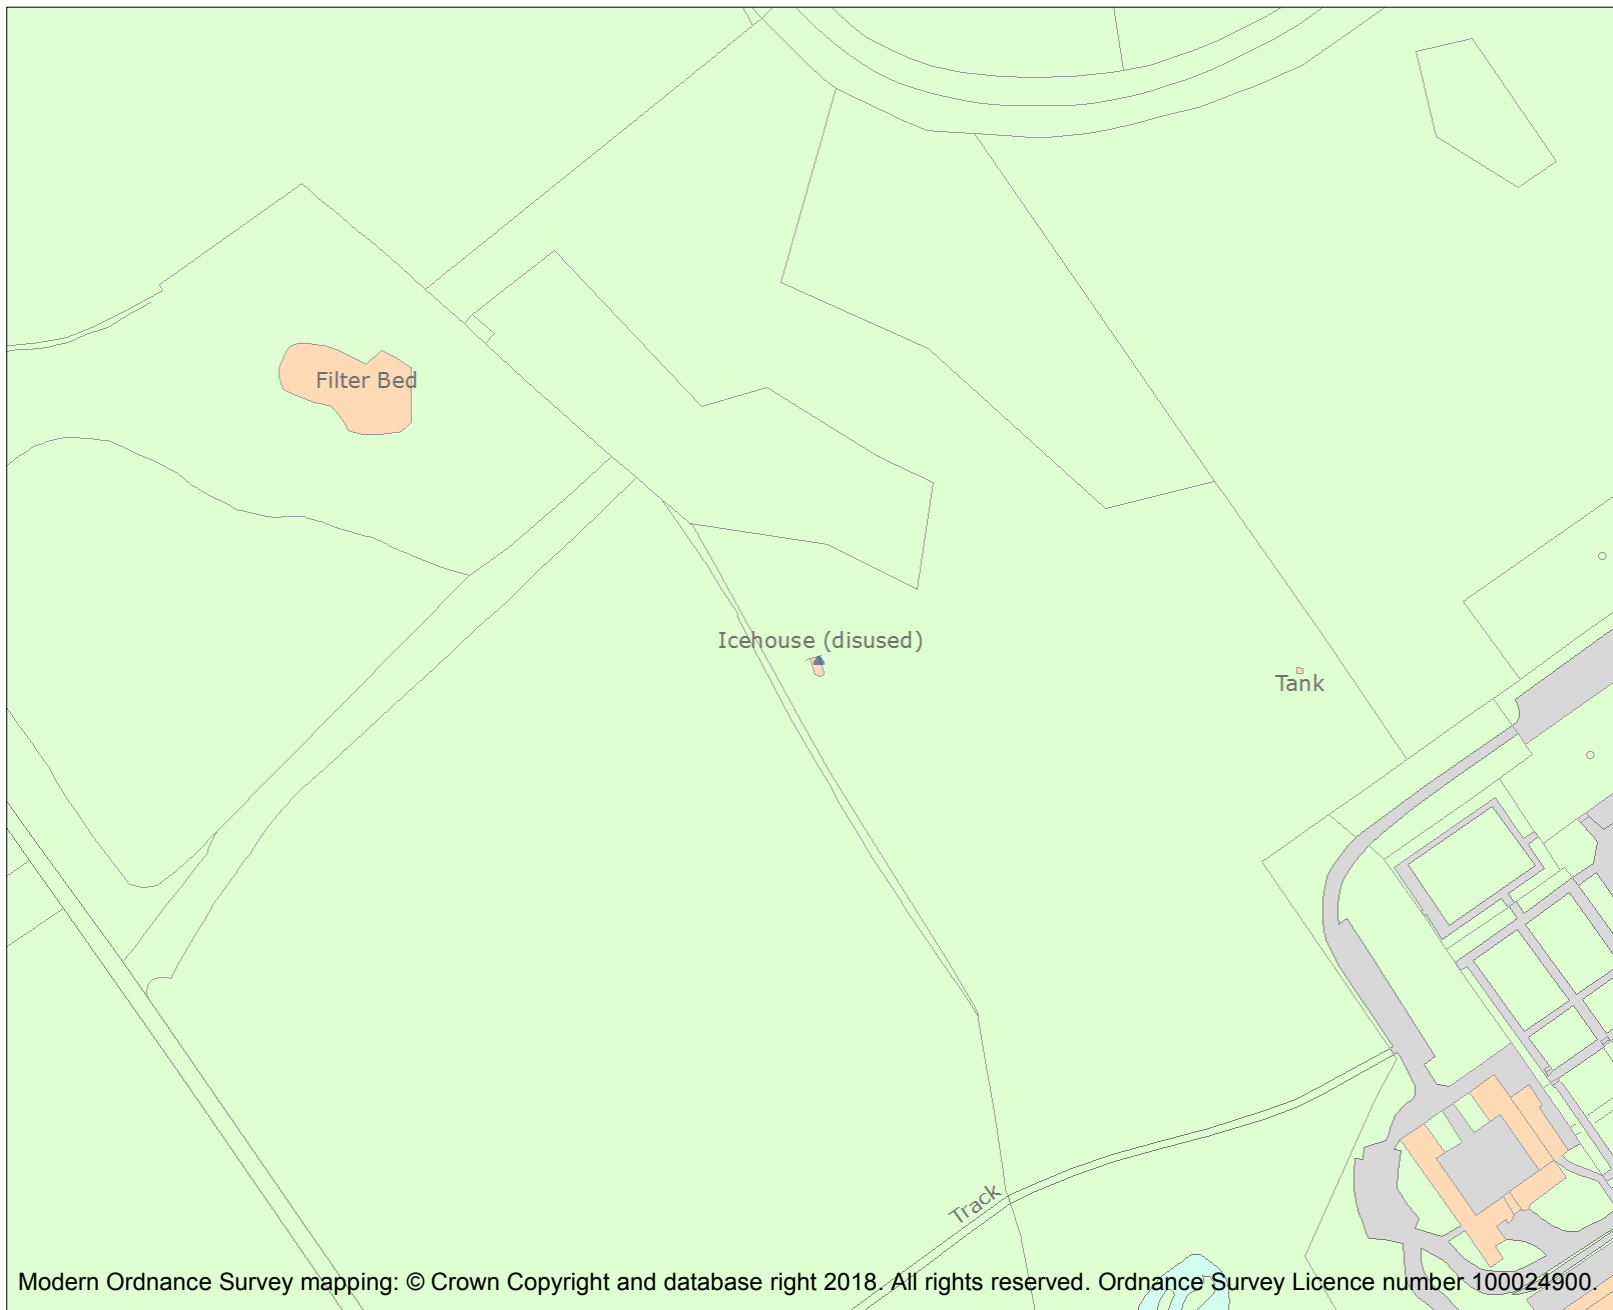 Filter Bed
Icehouse (disused)
Tank
Track
Modern Ordnance Survey mapping: © Crown Copyright and database right 2018. All rights reserved. Ordnance Survey Licence number 100024900.